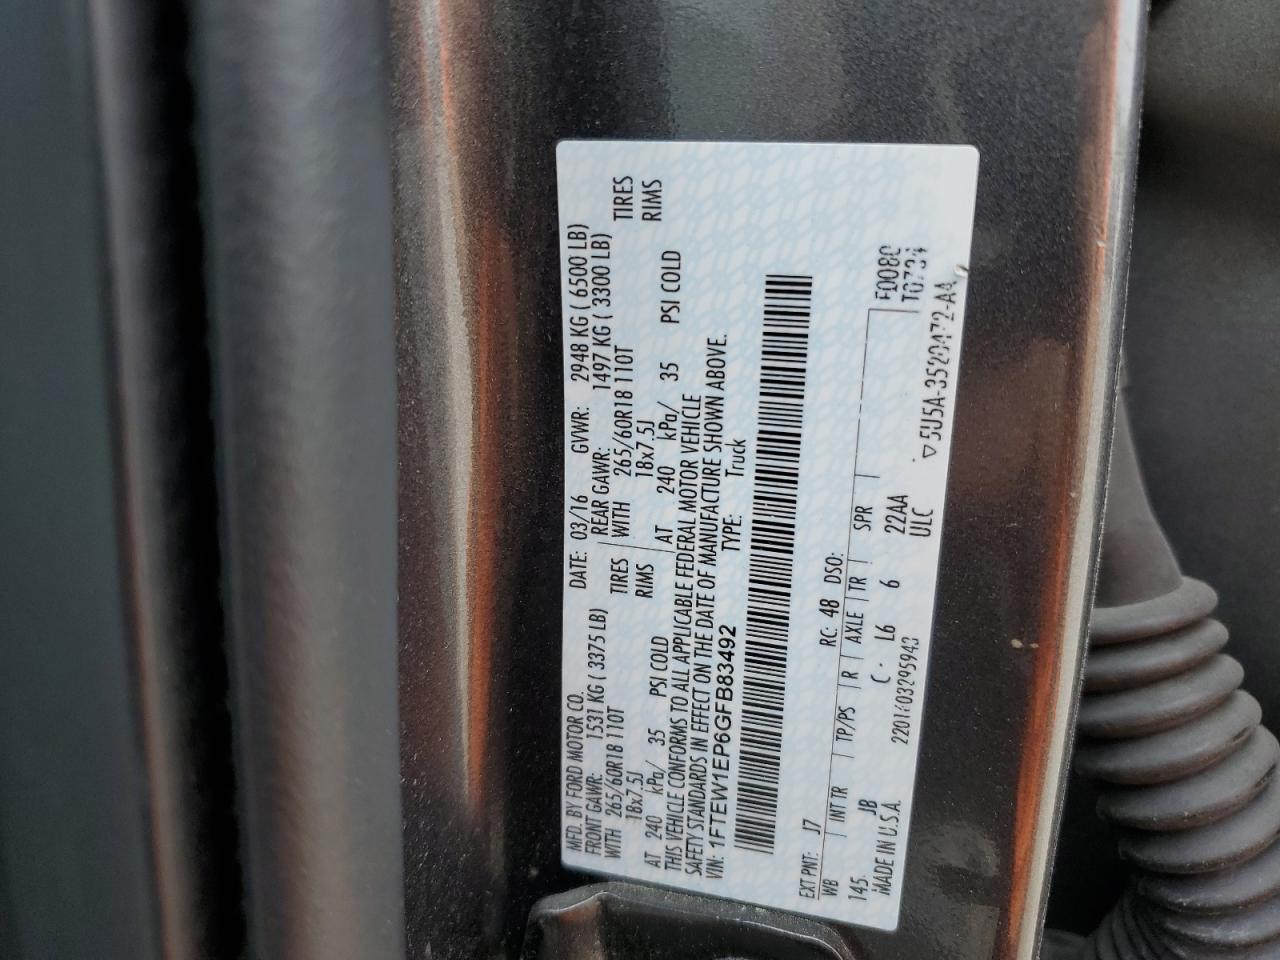 MFD. BY FORD MOTOR CO.
DATE: 03/16 GVWR: 2948 KG ( 6500 LB)
FRONT GAWR: 1531 KG ( 3375 LB) REAR GAWR: 1497 KG ( 3300 LB)
WITH 265/60R18 110T TIRES WITH 265/60R18 110T TIRES
18x7.5J RIMS 18x7.5J RIMS
AT 240 kPa/ 35 PSI COLD AT 240 kPa/ 35 PSI COLD
THIS VEHICLE CONFORMS TO ALL APPLICABLE FEDERAL MOTOR VEHICLE
SAFETY STANDARDS IN EFFECT ON THE DATE OF MANUFACTURE SHOWN ABOVE.
VIN: 1FTEW1EP6GFB83492 TYPE: Truck
EXT PNT: J7 RC: 48 DSO:
WB INT TR TP/PS R AXLE TR SPR
F0080
145 JB C L6 6 22AA
MADE IN U.S.A. ULC
▽5U5A-3520472-AA